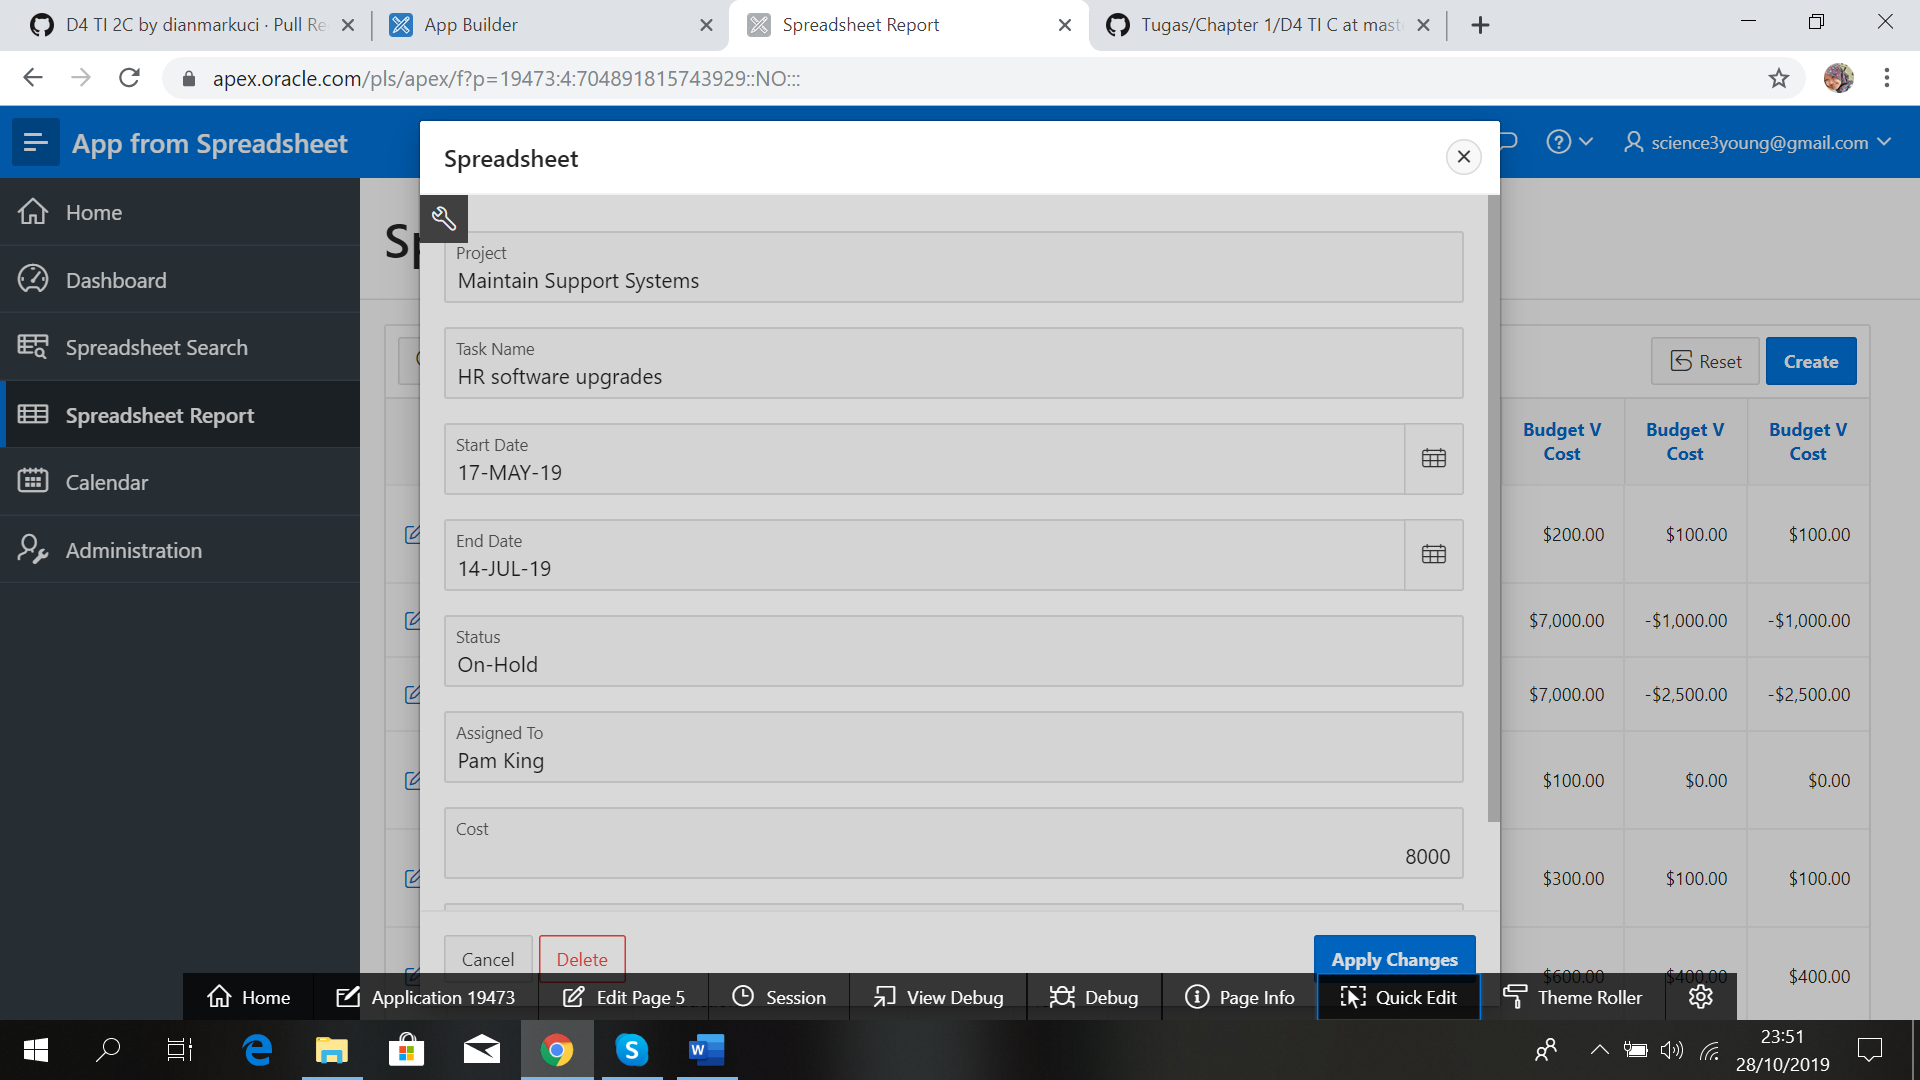 D4 TI 2C by dianmarkuci · Pull Re
App Builder
Spreadsheet Report
Tugas/Chapter 1/D4 TI C at mast
apex.oracle.com/pls/apex/f?p=19473:4:704891815743929::NO:::
App from Spreadsheet
science3young@gmail.com
Home
Dashboard
Spreadsheet Search
Spreadsheet Report
Calendar
Administration
Sp
Spreadsheet
Project
Maintain Support Systems
Task Name
HR software upgrades
Start Date
17-MAY-19
End Date
14-JUL-19
Status
On-Hold
Assigned To
Pam King
Cost
8000
Cancel
Delete
Apply Changes
Reset
Create
Budget V Cost
Budget V Cost
Budget V Cost
$200.00 $100.00 $100.00
$7,000.00 -$1,000.00 -$1,000.00
$7,000.00 -$2,500.00 -$2,500.00
$100.00 $0.00 $0.00
$300.00 $100.00 $100.00
$600.00 $400.00 $400.00
Home
Application 19473
Edit Page 5
Session
View Debug
Debug
Page Info
Quick Edit
Theme Roller
23:51
28/10/2019